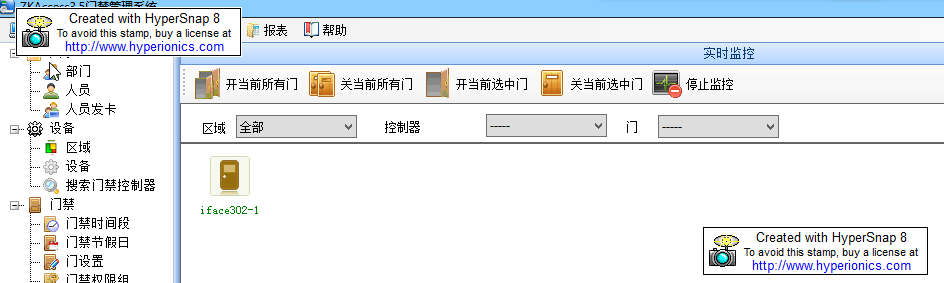 ZKAccess3.5门禁管理系统
Created with HyperSnap 8
To avoid this stamp, buy a license at
http://www.hyperionics.com
报表 帮助
实时监控
部门
人员
人员发卡
设备
区域
设备
搜索门禁控制器
门禁
门禁时间段
门禁节假日
门设置
门禁权限组
开当前所有门 关当前所有门 开当前选中门 关当前选中门 停止监控
区域 全部 控制器 ----- 门 -----
iface302-1
Created with HyperSnap 8
To avoid this stamp, buy a license at
http://www.hyperionics.com